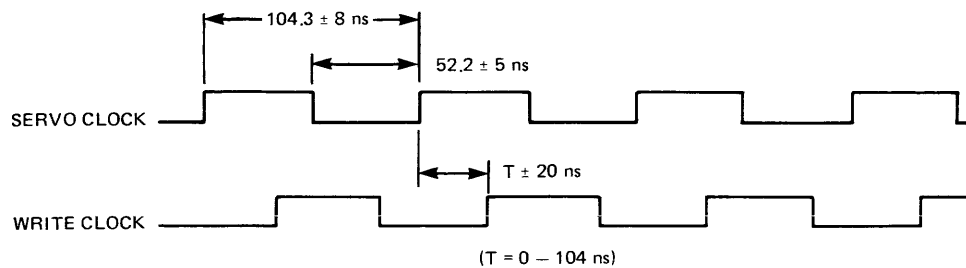 104.3 ± 8 ns
52.2 ± 5 ns
SERVO CLOCK
T ± 20 ns
WRITE CLOCK
(T = 0 – 104 ns)